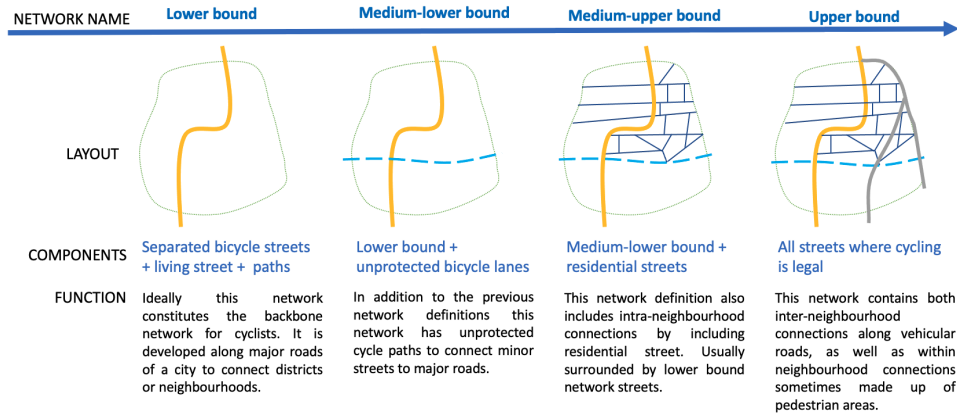 NETWORK NAME
Lower bound
Medium-lower bound
Medium-upper bound
Upper bound
LAYOUT
COMPONENTS
Separated bicycle streets
+ living street + paths
Lower bound +
unprotected bicycle lanes
Medium-lower bound +
residential streets
All streets where cycling
is legal
FUNCTION
Ideally this network
constitutes the backbone
network for cyclists. It is
developed along major roads
of a city to connect districts
or neighbourhoods.
In addition to the previous
network definitions this
network has unprotected
cycle paths to connect minor
streets to major roads.
This network definition also
includes intra-neighbourhood
connections by including
residential street. Usually
surrounded by lower bound
network streets.
This network contains both
inter-neighbourhood
connections along vehicular
roads, as well as within
neighbourhood connections
sometimes made up of
pedestrian areas.